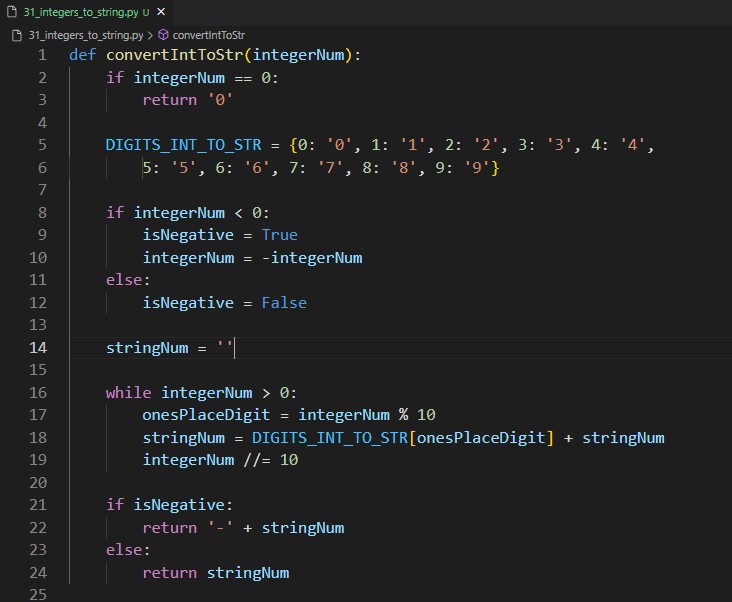 31_integers_to_string.py U ×
31_integers_to_string.py > convertIntToStr
1 def convertIntToStr(integerNum):
2     if integerNum == 0:
3         return '0'
4
5     DIGITS_INT_TO_STR = {0: '0', 1: '1', 2: '2', 3: '3', 4: '4',
6         5: '5', 6: '6', 7: '7', 8: '8', 9: '9'}
7
8     if integerNum < 0:
9         isNegative = True
10         integerNum = -integerNum
11     else:
12         isNegative = False
13
14     stringNum = ''
15
16     while integerNum > 0:
17         onesPlaceDigit = integerNum % 10
18         stringNum = DIGITS_INT_TO_STR[onesPlaceDigit] + stringNum
19         integerNum //= 10
20
21     if isNegative:
22         return '-' + stringNum
23     else:
24         return stringNum
25